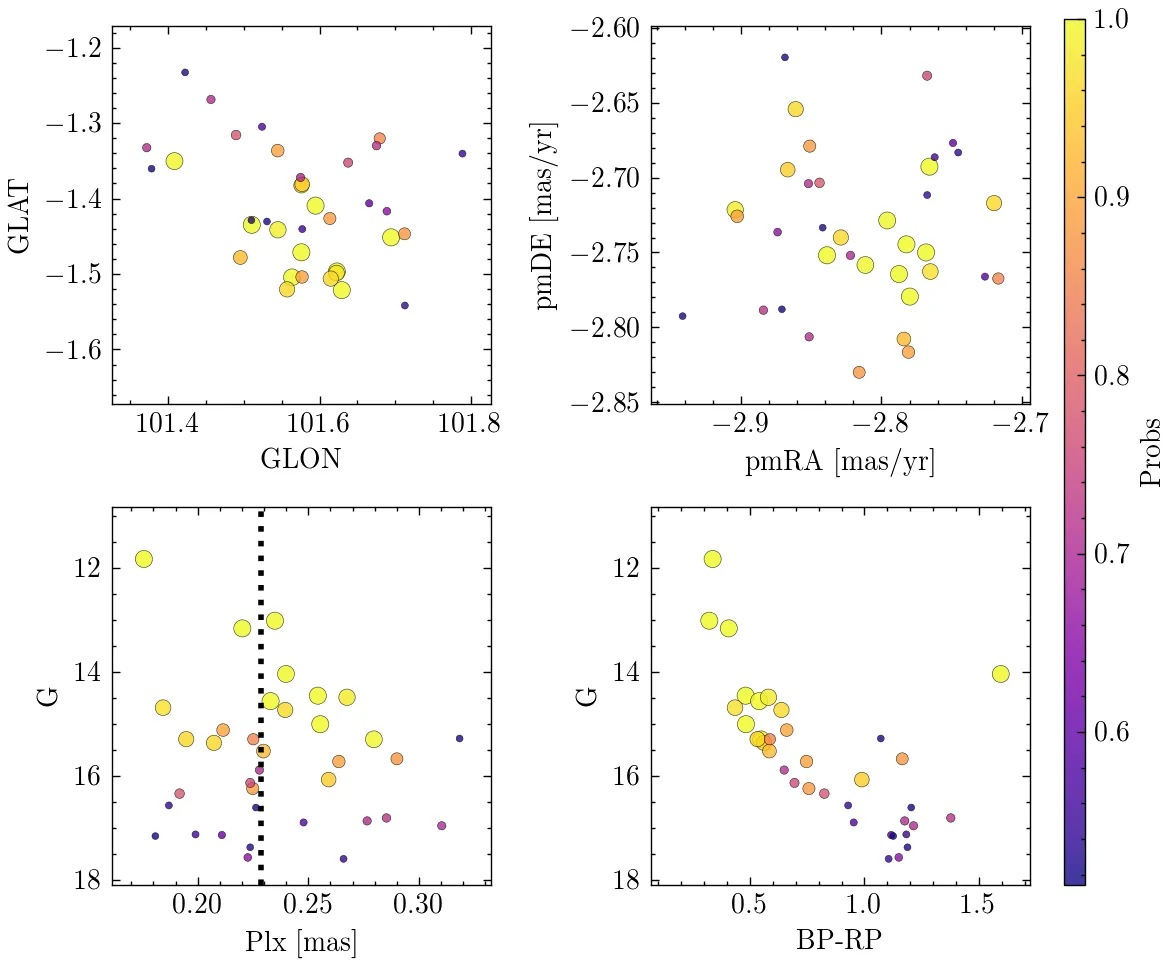 −1.2
−1.3
−1.4
−1.5
−1.6
GLAT
101.4 101.6 101.8
GLON
−2.60
−2.65
−2.70
−2.75
−2.80
−2.85
pmDE [mas/yr]
−2.9 −2.8 −2.7
pmRA [mas/yr]
12
14
16
18
G
0.20 0.25 0.30
Plx [mas]
12
14
16
18
G
0.5 1.0 1.5
BP-RP
1.0
0.9
0.8
0.7
0.6
Probs